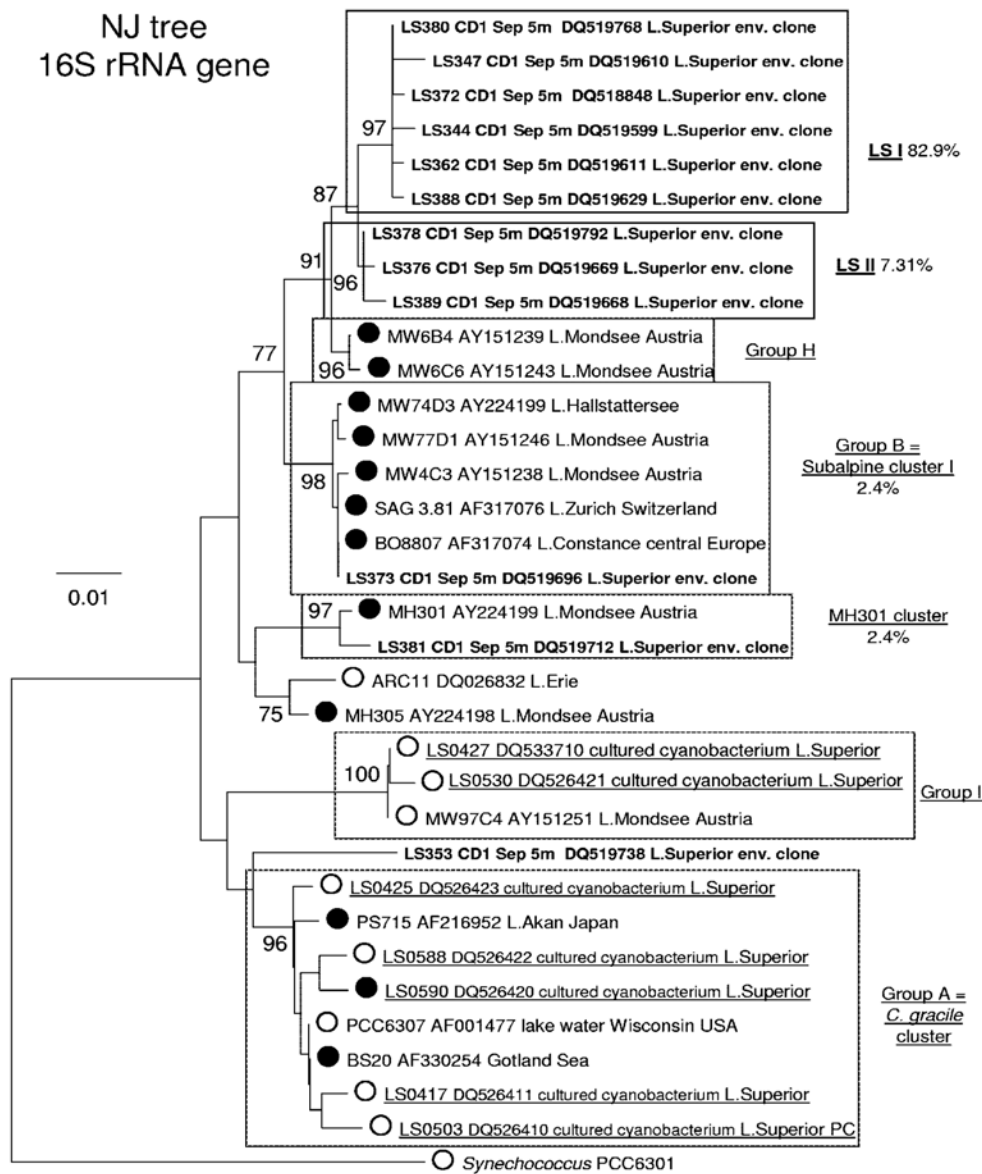 NJ tree
16S rRNA gene
LS380 CD1 Sep 5m DQ519768 L.Superior env. clone
LS347 CD1 Sep 5m DQ519610 L.Superior env. clone
LS372 CD1 Sep 5m DQ518848 L.Superior env. clone
97
LS344 CD1 Sep 5m DQ519599 L.Superior env. clone
LS I 82.9%
LS362 CD1 Sep 5m DQ519611 L.Superior env. clone
LS388 CD1 Sep 5m DQ519629 L.Superior env. clone
87
LS378 CD1 Sep 5m DQ519792 L.Superior env. clone
91
96
LS376 CD1 Sep 5m DQ519669 L.Superior env. clone
LS II 7.31%
LS389 CD1 Sep 5m DQ519668 L.Superior env. clone
MW6B4 AY151239 L.Mondsee Austria
Group H
77
96
MW6C6 AY151243 L.Mondsee Austria
MW74D3 AY224199 L.Hallstattersee
MW77D1 AY151246 L.Mondsee Austria
Group B =
Subalpine cluster I
2.4%
98
MW4C3 AY151238 L.Mondsee Austria
SAG 3.81 AF317076 L.Zurich Switzerland
BO8807 AF317074 L.Constance central Europe
LS373 CD1 Sep 5m DQ519696 L.Superior env. clone
0.01
97
MH301 AY224199 L.Mondsee Austria
MH301 cluster
2.4%
LS381 CD1 Sep 5m DQ519712 L.Superior env. clone
ARC11 DQ026832 L.Erie
75
MH305 AY224198 L.Mondsee Austria
LS0427 DQ533710 cultured cyanobacterium L.Superior
100
LS0530 DQ526421 cultured cyanobacterium L.Superior
Group I
MW97C4 AY151251 L.Mondsee Austria
LS353 CD1 Sep 5m DQ519738 L.Superior env. clone
LS0425 DQ526423 cultured cyanobacterium L.Superior
96
PS715 AF216952 L.Akan Japan
LS0588 DQ526422 cultured cyanobacterium L.Superior
LS0590 DQ526420 cultured cyanobacterium L.Superior
Group A =
C. gracile
cluster
PCC6307 AF001477 lake water Wisconsin USA
BS20 AF330254 Gotland Sea
LS0417 DQ526411 cultured cyanobacterium L.Superior
LS0503 DQ526410 cultured cyanobacterium L.Superior PC
Synechococcus PCC6301